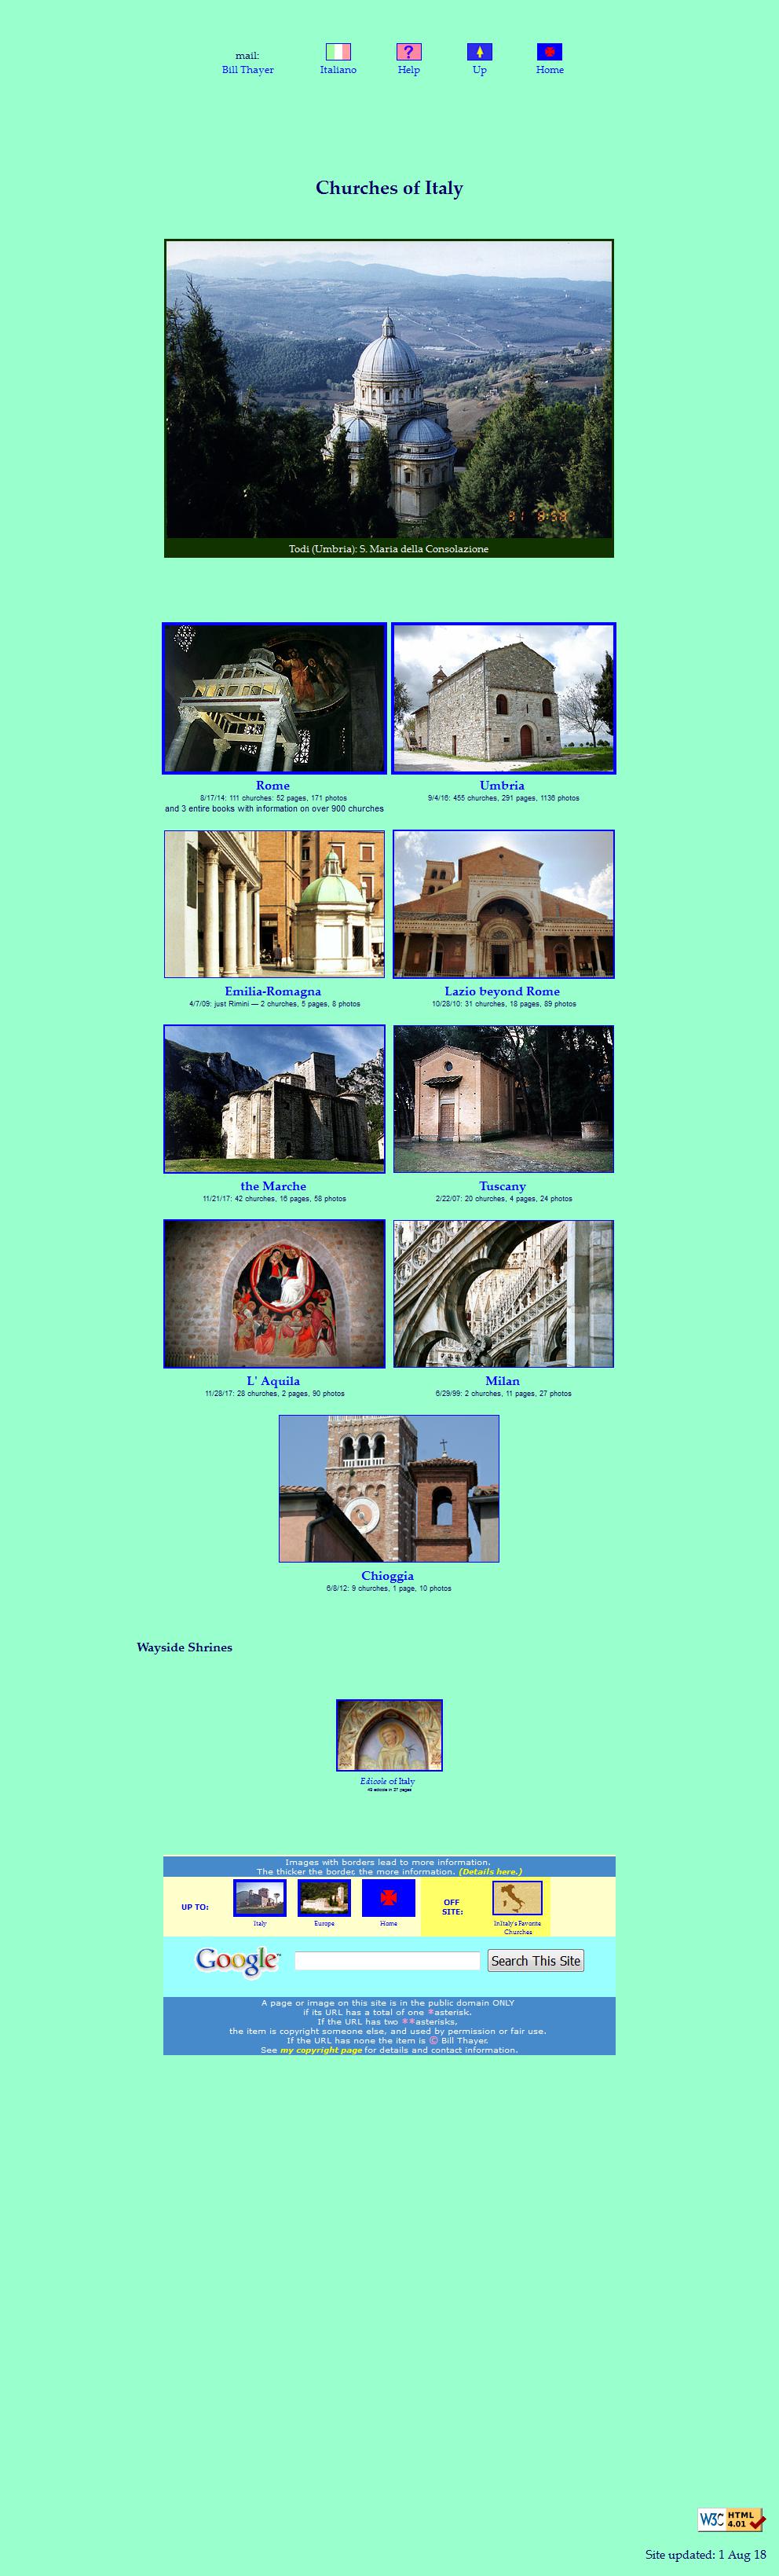 mail:
Bill Thayer
Italiano
Help
Up
Home
Churches of Italy
Todi (Umbria): S. Maria della Consolazione
Rome
8/17/14: 111 churches: 52 pages, 171 photos
and 3 entire books with information on over 900 churches
Umbria
9/4/16: 455 churches, 291 pages, 1136 photos
Emilia-Romagna
4/7/09: just Rimini — 2 churches, 5 pages, 8 photos
Lazio beyond Rome
10/28/10: 31 churches, 18 pages, 89 photos
the Marche
11/21/17: 42 churches, 16 pages, 58 photos
Tuscany
2/22/07: 20 churches, 4 pages, 24 photos
L' Aquila
11/28/17: 28 churches, 2 pages, 90 photos
Milan
6/29/99: 2 churches, 11 pages, 27 photos
Chioggia
6/8/12: 9 churches, 1 page, 10 photos
Wayside Shrines
Edicole of Italy
edicole in pages
Images with borders lead to more information.
The thicker the border, the more information. (Details here.)
UP TO:
Italy
Europe
Home
OFF
SITE:
InItaly's Favorite
Churches
Google™
Search This Site
A page or image on this site is in the public domain ONLY
if its URL has a total of one *asterisk.
If the URL has two **asterisks,
the item is copyright someone else, and used by permission or fair use.
If the URL has none the item is © Bill Thayer.
See my copyright page for details and contact information.
W3C HTML
4.01
Site updated: 1 Aug 18